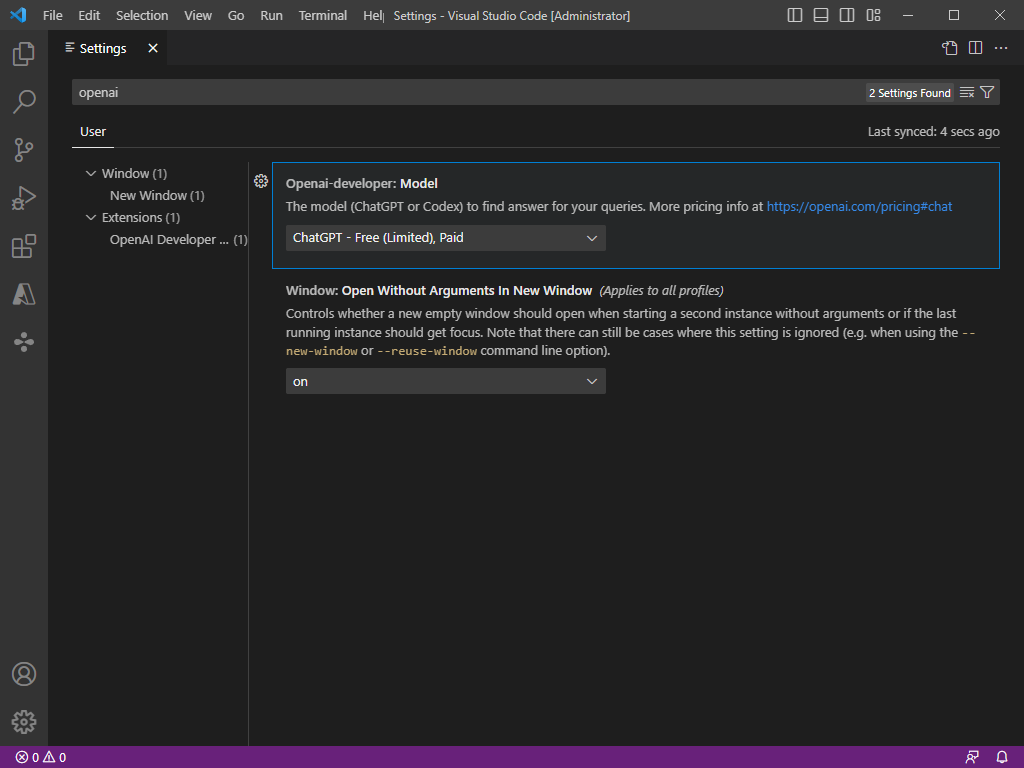 File Edit Selection View Go Run Terminal Hel Settings - Visual Studio Code [Administrator]
Settings
openai 2 Settings Found
User Last synced: 4 secs ago
Window (1)
New Window (1)
Extensions (1)
OpenAI Developer ... (1)
Openai-developer: Model
The model (ChatGPT or Codex) to find answer for your queries. More pricing info at https://openai.com/pricing#chat
ChatGPT - Free (Limited), Paid
Window: Open Without Arguments In New Window (Applies to all profiles)
Controls whether a new empty window should open when starting a second instance without arguments or if the last
running instance should get focus. Note that there can still be cases where this setting is ignored (e.g. when using the --
new-window or --reuse-window command line option).
on
0 0